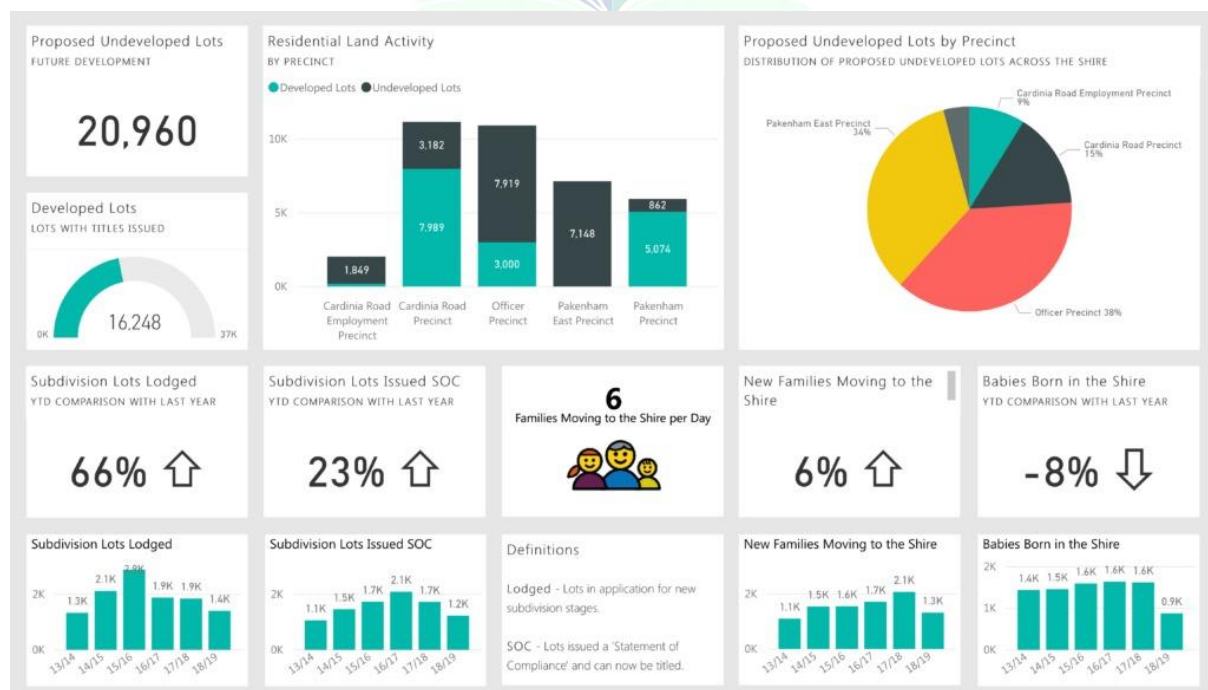 Proposed Undeveloped Lots
FUTURE DEVELOPMENT
20,960
Developed Lots
LOTS WITH TITLES ISSUED
16,248
0K
37K
Residential Land Activity
BY PRECINCT
Developed Lots Undeveloped Lots
10K
5K
0K
1,849
3,182
7,989
7,919
3,000
7,148
862
5,074
Cardinia Road
Employment
Precinct
Cardinia Road
Precinct
Officer
Precinct
Pakenham
East Precinct
Pakenham
Precinct
Proposed Undeveloped Lots by Precinct
DISTRIBUTION OF PROPOSED UNDEVELOPED LOTS ACROSS THE SHIRE
Cardinia Road Employment Precinct
9%
Cardinia Road Precinct
15%
Pakenham East Precinct
34%
Officer Precinct 38%
Subdivision Lots Lodged
YTD COMPARISON WITH LAST YEAR
66%
Subdivision Lots Issued SOC
YTD COMPARISON WITH LAST YEAR
23%
6
Families Moving to the Shire per Day
New Families Moving to the
Shire
6%
Babies Born in the Shire
YTD COMPARISON WITH LAST YEAR
-8%
Subdivision Lots Lodged
2K
0K
1.3K 2.1K 2.9K 1.9K 1.9K 1.4K
13/14 14/15 15/16 16/17 17/18 18/19
Subdivision Lots Issued SOC
2K
0K
1.1K 1.5K 1.7K 2.1K 1.7K 1.2K
13/14 14/15 15/16 16/17 17/18 18/19
Definitions
Lodged - Lots in application for new
subdivision stages.
SOC - Lots issued a 'Statement of
Compliance' and can now be titled.
New Families Moving to the Shire
2K
0K
1.1K 1.5K 1.6K 1.7K 2.1K 1.3K
13/14 14/15 15/16 16/17 17/18 18/19
Babies Born in the Shire
2K
1K
0K
1.4K 1.5K 1.6K 1.6K 1.6K 0.9K
13/14 14/15 15/16 16/17 17/18 18/19